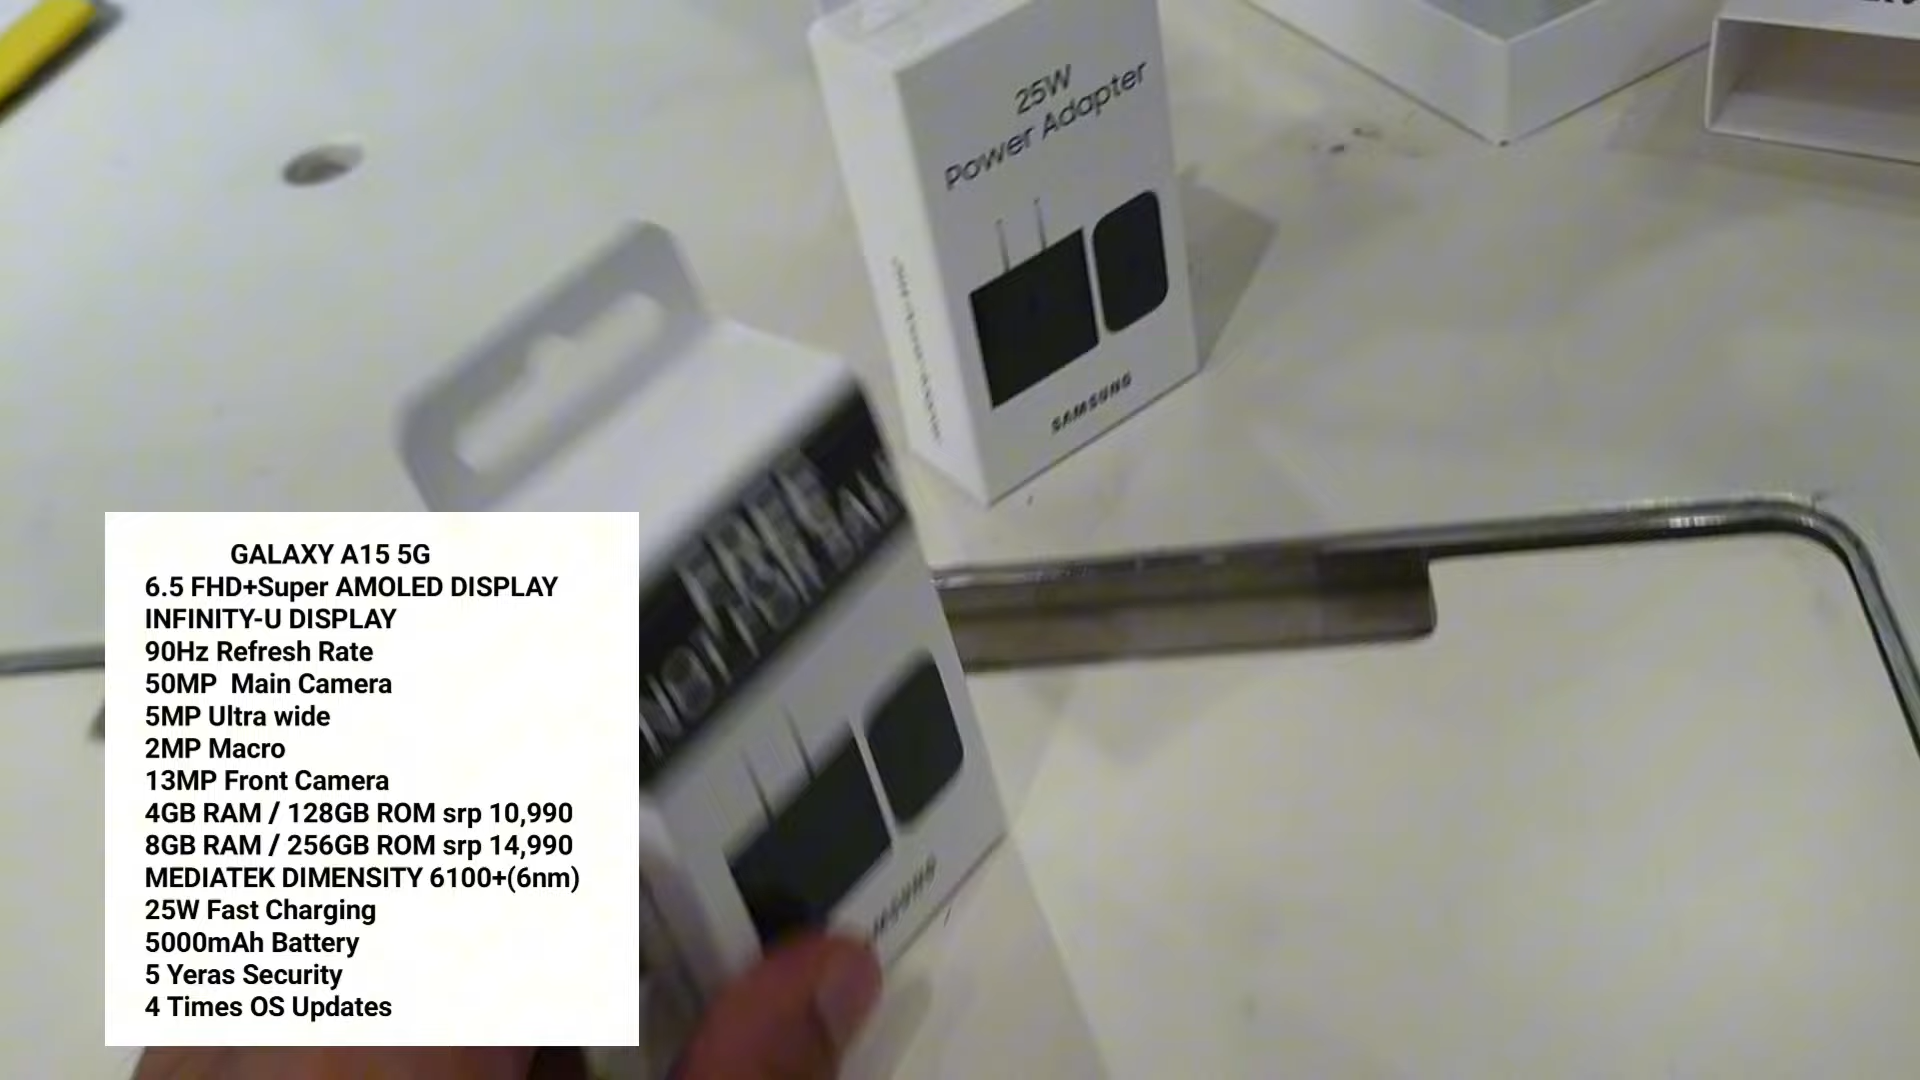 25W
Power Adapter
SAMSUNG
GALAXY A15 5G
6.5 FHD+Super AMOLED DISPLAY
INFINITY-U DISPLAY
90Hz Refresh Rate
50MP  Main Camera
5MP Ultra wide
2MP Macro
13MP Front Camera
4GB RAM / 128GB ROM srp 10,990
8GB RAM / 256GB ROM srp 14,990
MEDIATEK DIMENSITY 6100+(6nm)
25W Fast Charging
5000mAh Battery
5 Yeras Security
4 Times OS Updates